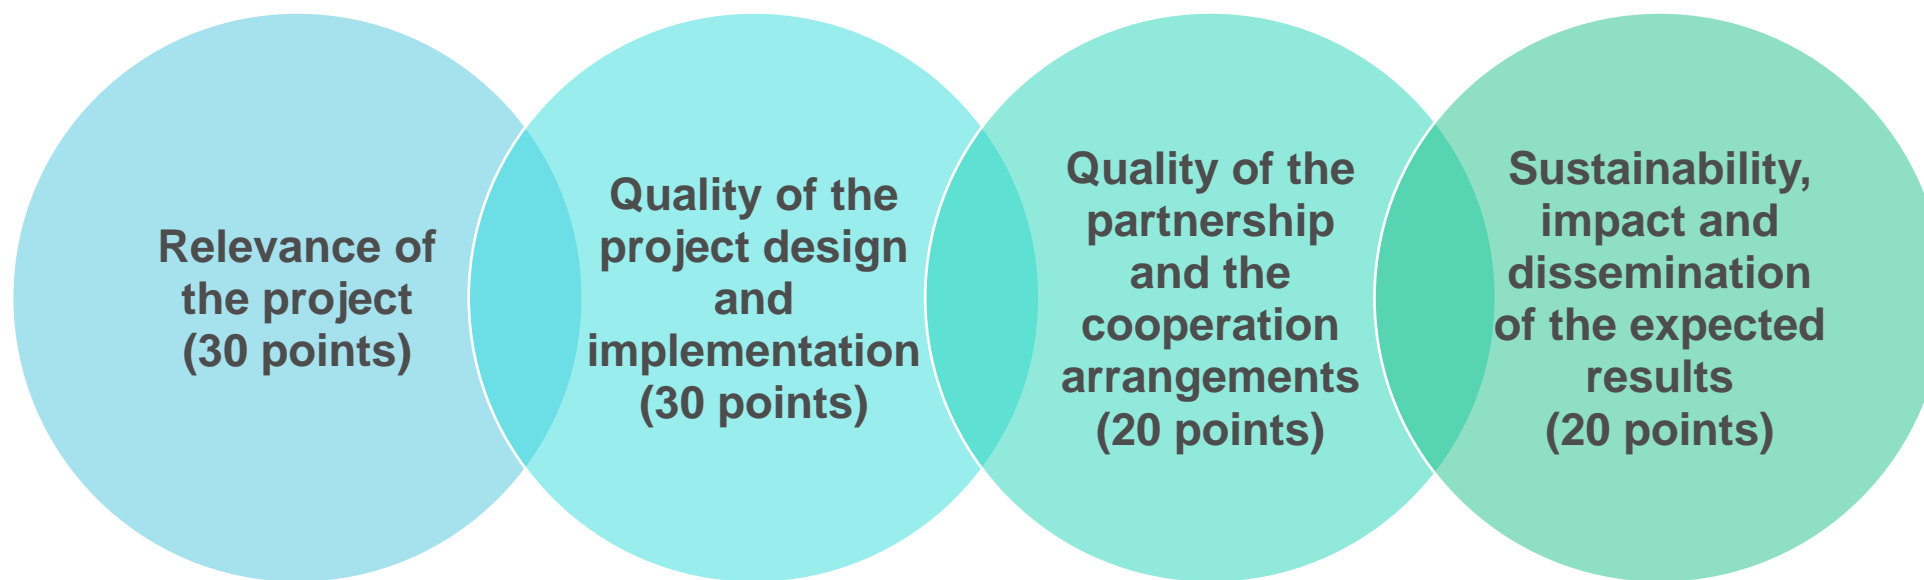 Relevance of
the project
(30 points)
Quality of the
project design
and
implementation
(30 points)
Quality of the
partnership
and the
cooperation
arrangements
(20 points)
Sustainability,
impact and
dissemination
of the expected
results
(20 points)